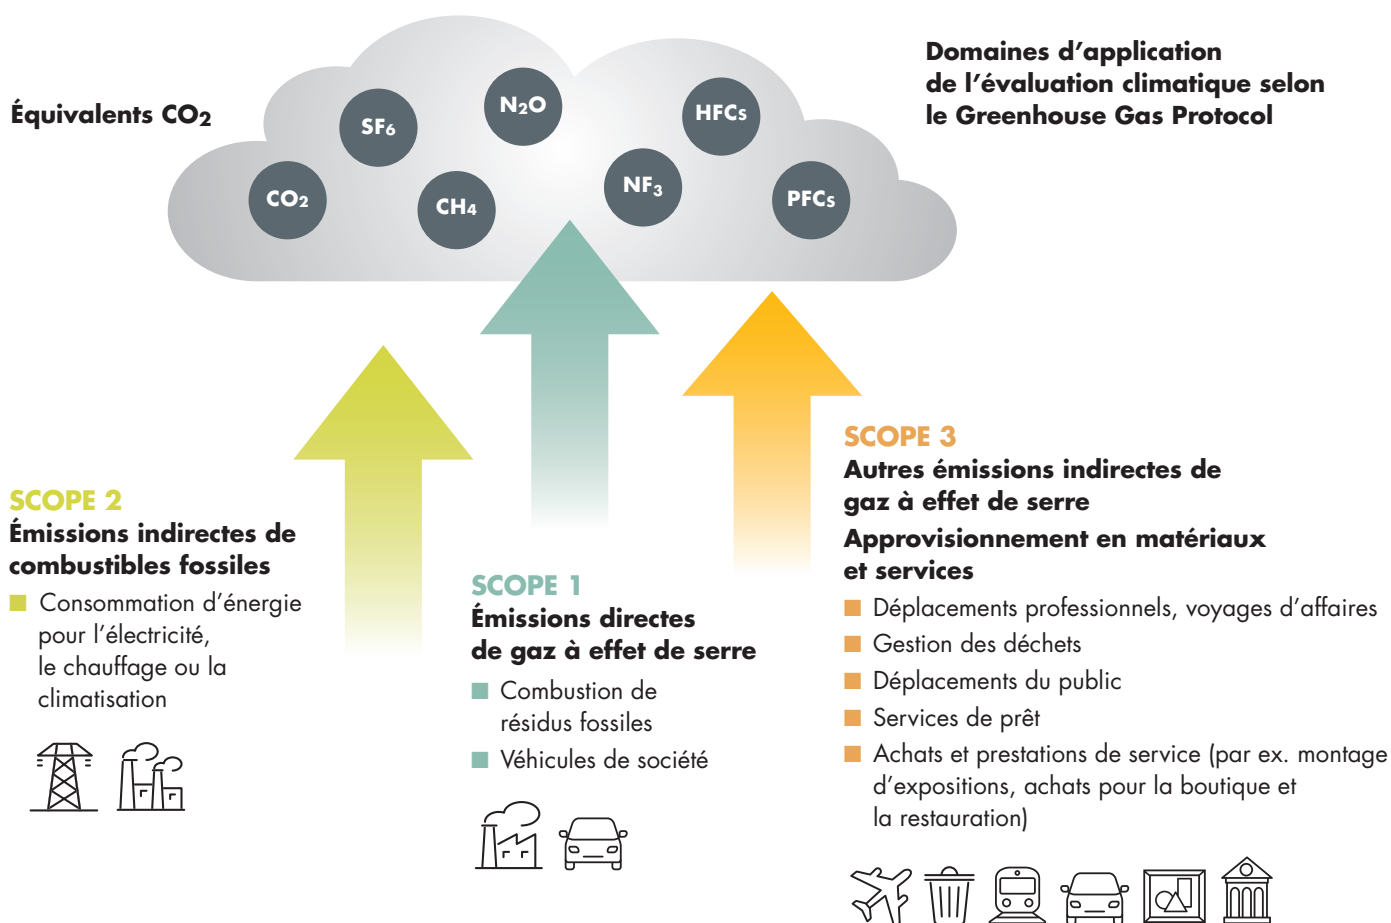 Équivalents CO2
Domaines d’application
de l’évaluation climatique selon
le Greenhouse Gas Protocol
CO2
SF6
CH4
N2O
NF3
HFCs
PFCs
SCOPE 2
Émissions indirectes de
combustibles fossiles
■ Consommation d’énergie
pour l’électricité,
le chauffage ou la
climatisation
SCOPE 1
Émissions directes
de gaz à effet de serre
■ Combustion de
résidus fossiles
■ Véhicules de société
SCOPE 3
Autres émissions indirectes de
gaz à effet de serre
Approvisionnement en matériaux
et services
■ Déplacements professionnels, voyages d’affaires
■ Gestion des déchets
■ Déplacements du public
■ Services de prêt
■ Achats et prestations de service (par ex. montage
d’expositions, achats pour la boutique et
la restauration)